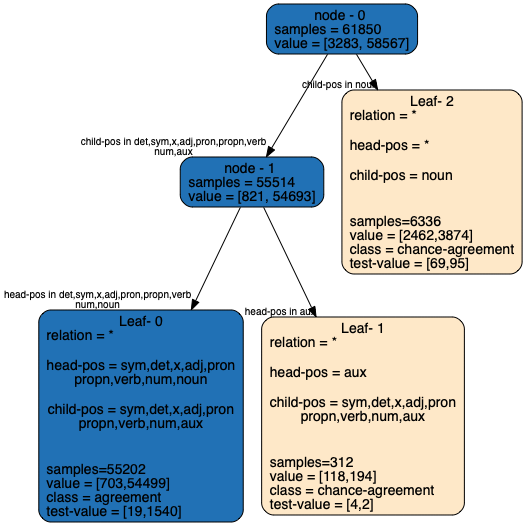 node - 0
samples = 61850
value = [3283, 58567]
child-pos in noun
Leaf- 2
relation = *
head-pos = *
child-pos = noun
samples=6336
value = [2462,3874]
class = chance-agreement
test-value = [69,95]
child-pos in det,sym,x,adj,pron,propn,verb
num,aux
node - 1
samples = 55514
value = [821, 54693]
head-pos in det,sym,x,adj,pron,propn,verb
num,noun
head-pos in aux
Leaf- 0
relation = *
head-pos = sym,det,x,adj,pron
propn,verb,num,noun
child-pos = sym,det,x,adj,pron
propn,verb,num,aux
samples=55202
value = [703,54499]
class = agreement
test-value = [19,1540]
Leaf- 1
relation = *
head-pos = aux
child-pos = sym,det,x,adj,pron
propn,verb,num,aux
samples=312
value = [118,194]
class = chance-agreement
test-value = [4,2]